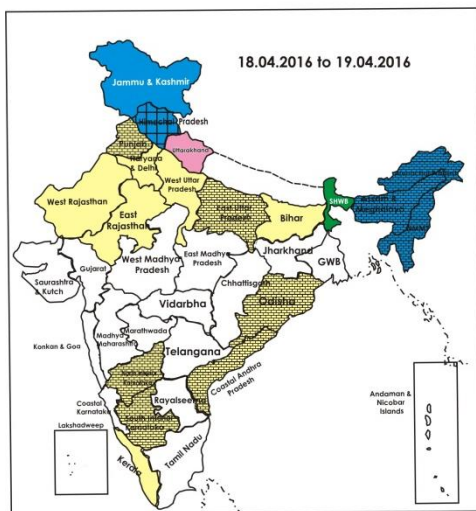 18.04.2016 to 19.04.2016
Jammu & Kashmir
Himachal Pradesh
Punjab
Uttarakhand
Haryana
& Delhi
West Uttar
Pradesh
West Rajasthan
East
Rajasthan
East Uttar
Pradesh
Bihar
SHWB
Arunachal Pradesh
Assam &
Meghalaya
NMMT
Gujarat
West Madhya
Pradesh
East Madhya
Pradesh
Jharkhand
GWB
Saurashtra
& Kutch
Chhattisgarh
Vidarbha
Odisha
Marathwada
Madhya
Maharashtra
Konkan & Goa
Telangana
Coastal Andhra
Pradesh
Coastal
Karnataka
Rayalseema
South Interior
Karnataka
Andaman &
Nicobar
Islands
Lakshadweep
Kerala
Tamil Nadu